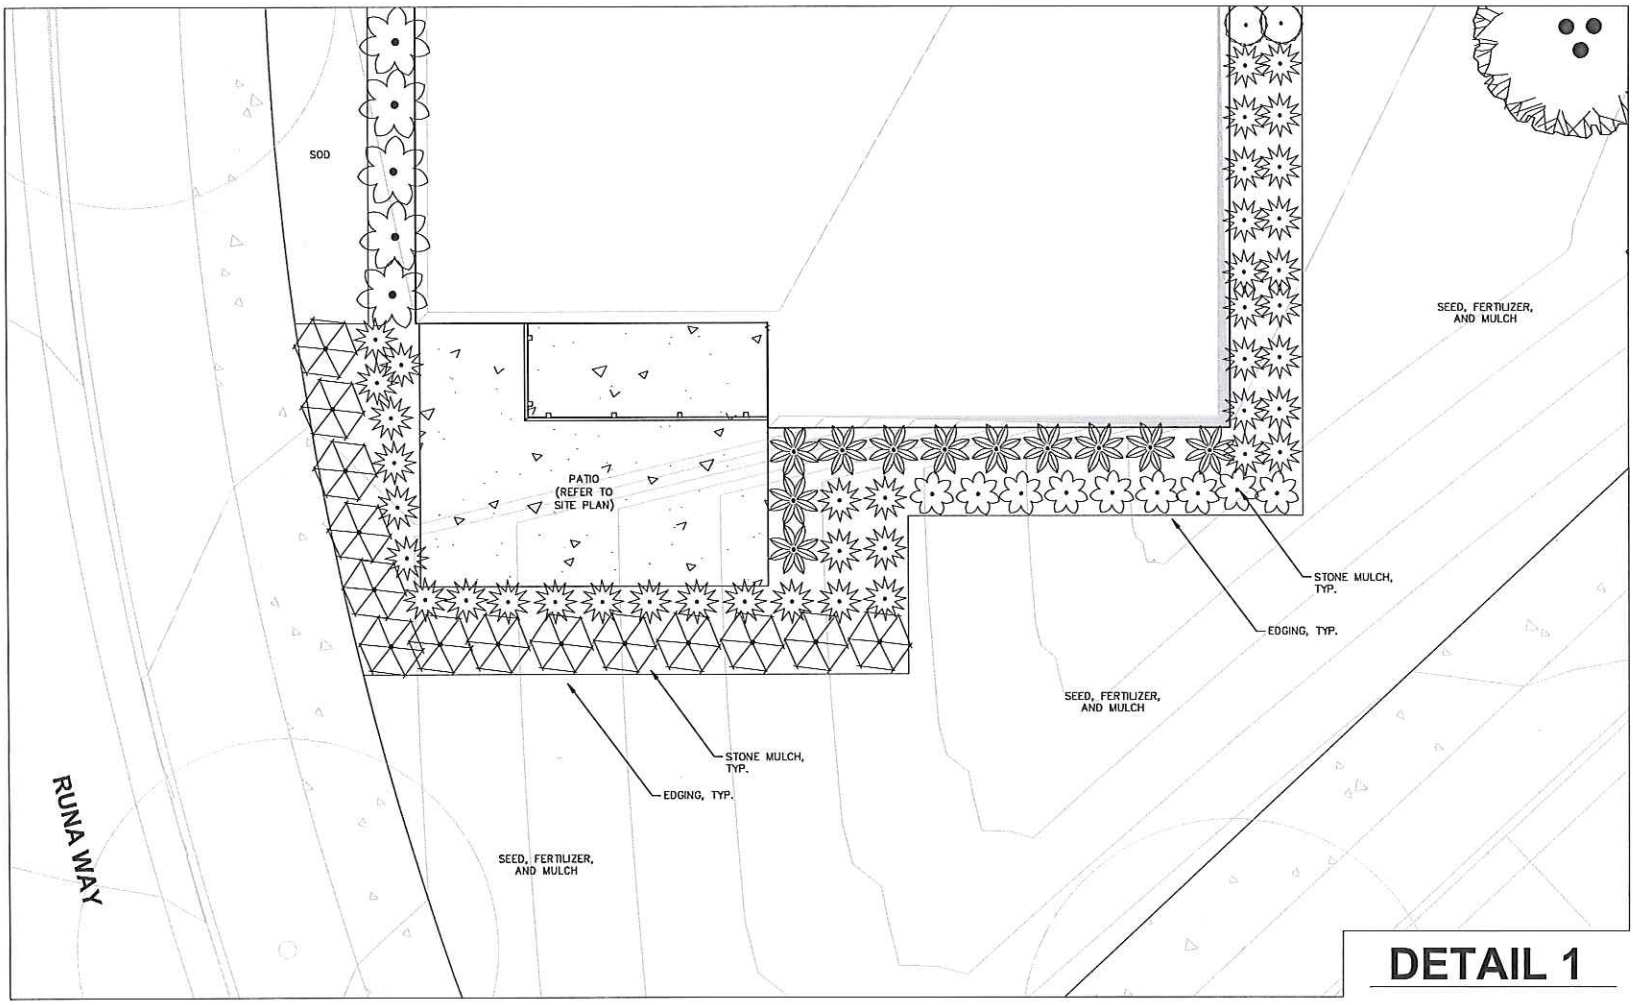 SOD
SEED, FERTILIZER,
AND MULCH
PATIO
(REFER TO
SITE PLAN)
STONE MULCH,
TYP.
EDGING, TYP.
SEED, FERTILIZER,
AND MULCH
STONE MULCH,
TYP.
EDGING, TYP.
RUNA WAY
SEED, FERTILIZER,
AND MULCH
DETAIL 1